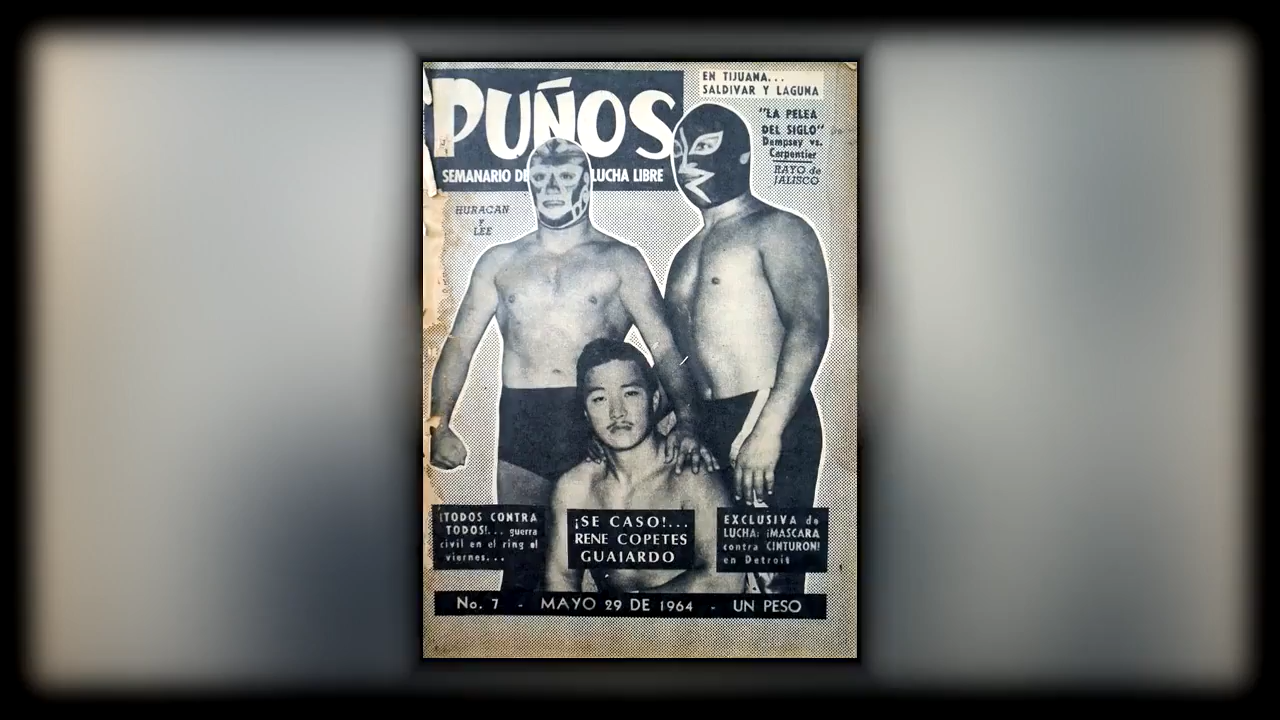 EN TIJUANA...
SALDIVAR Y LAGUNA
PUÑOS
"LA PELEA
DEL SIGLO"
Dempsey vs.
Carpentier
RAYO de
JALISCO
SEMANARIO DE LUCHA LIBRE
HURACAN
Y
LEE
¡TODOS CONTRA
TODOS!... guerra
civil en el ring el
viernes...
¡SE CASO!...
RENE COPETES
GUAJARDO
EXCLUSIVA de
LUCHA: ¡MASCARA
contra CINTURON!
en Detroit
No. 7 - MAYO 29 DE 1964 - UN PESO